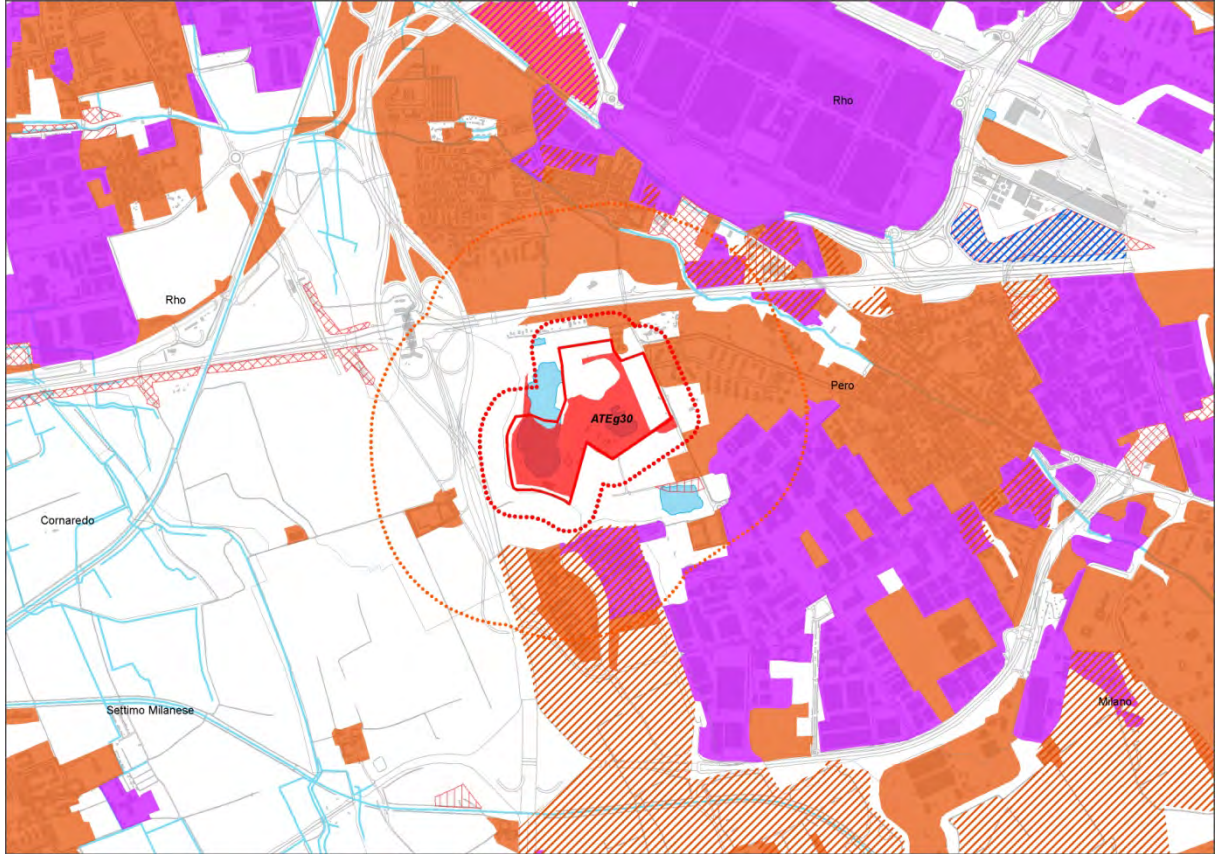 Rho
Rho
Pero
ATEg30
Cornaredo
Settimo Milanese
Milano